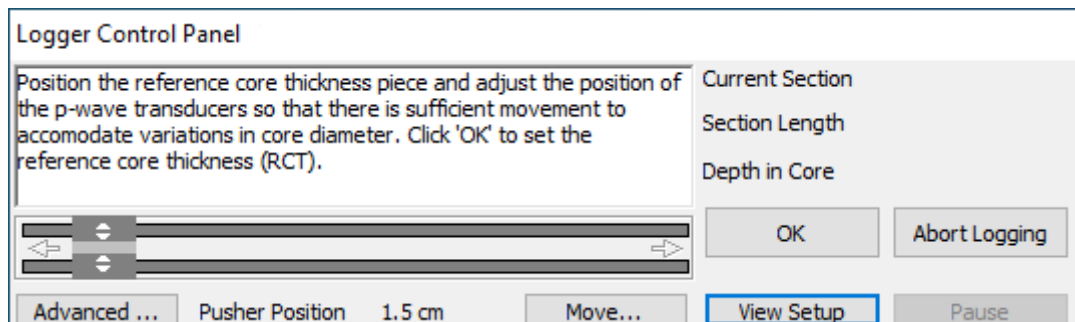 Logger Control Panel
Position the reference core thickness piece and adjust the position of
the p-wave transducers so that there is sufficient movement to
accomodate variations in core diameter. Click 'OK' to set the
reference core thickness (RCT).
Current Section
Section Length
Depth in Core
OK
Abort Logging
Advanced ...
Pusher Position
1.5 cm
Move...
View Setup
Pause